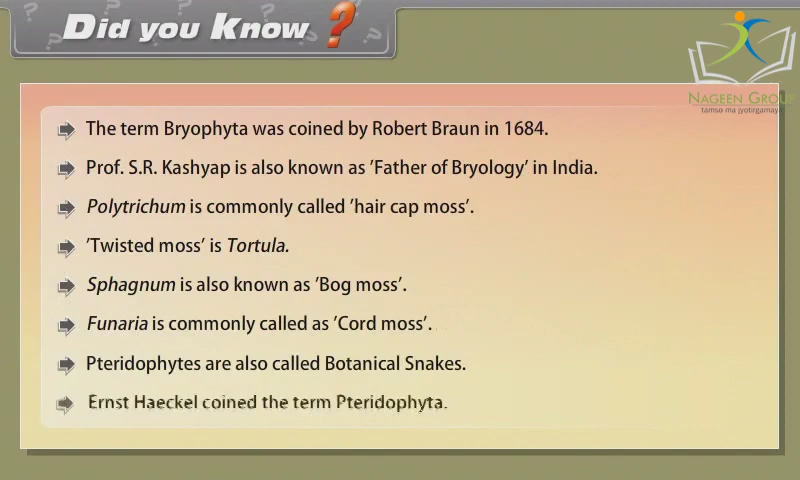 Did you Know ?
NAGEEN GROUP
tamso ma jyotirgamaya
The term Bryophyta was coined by Robert Braun in 1684.
Prof. S.R. Kashyap is also known as ’Father of Bryology’ in India.
Polytrichum is commonly called ’hair cap moss’.
’Twisted moss’ is Tortula.
Sphagnum is also known as ’Bog moss’.
Funaria is commonly called as ’Cord moss’.
Pteridophytes are also called Botanical Snakes.
Ernst Haeckel coined the term Pteridophyta.